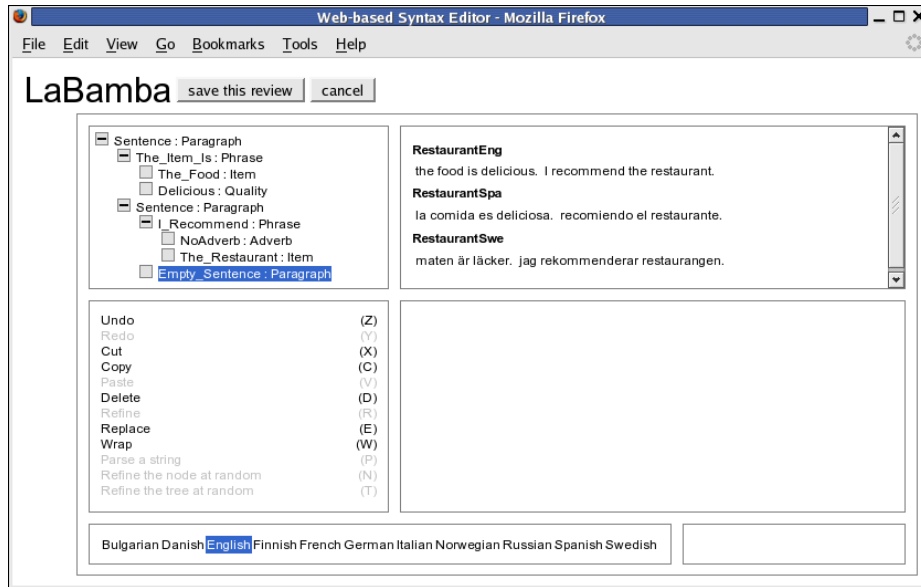 Web-based Syntax Editor - Mozilla Firefox
File Edit View Go Bookmarks Tools Help
LaBamba save this review cancel
Sentence : Paragraph
The_Item_Is : Phrase
The_Food : Item
Delicious : Quality
Sentence : Paragraph
I_Recommend : Phrase
NoAdverb : Adverb
The_Restaurant : Item
Empty_Sentence : Paragraph
RestaurantEng
the food is delicious. I recommend the restaurant.
RestaurantSpa
la comida es deliciosa. recomiendo el restaurante.
RestaurantSwe
maten är läcker. jag rekommenderar restaurangen.
Undo (Z)
Redo (Y)
Cut (X)
Copy (C)
Paste (V)
Delete (D)
Refine (R)
Replace (E)
Wrap (W)
Parse a string (P)
Refine the node at random (N)
Refine the tree at random (T)
Bulgarian Danish English Finnish French German Italian Norwegian Russian Spanish Swedish